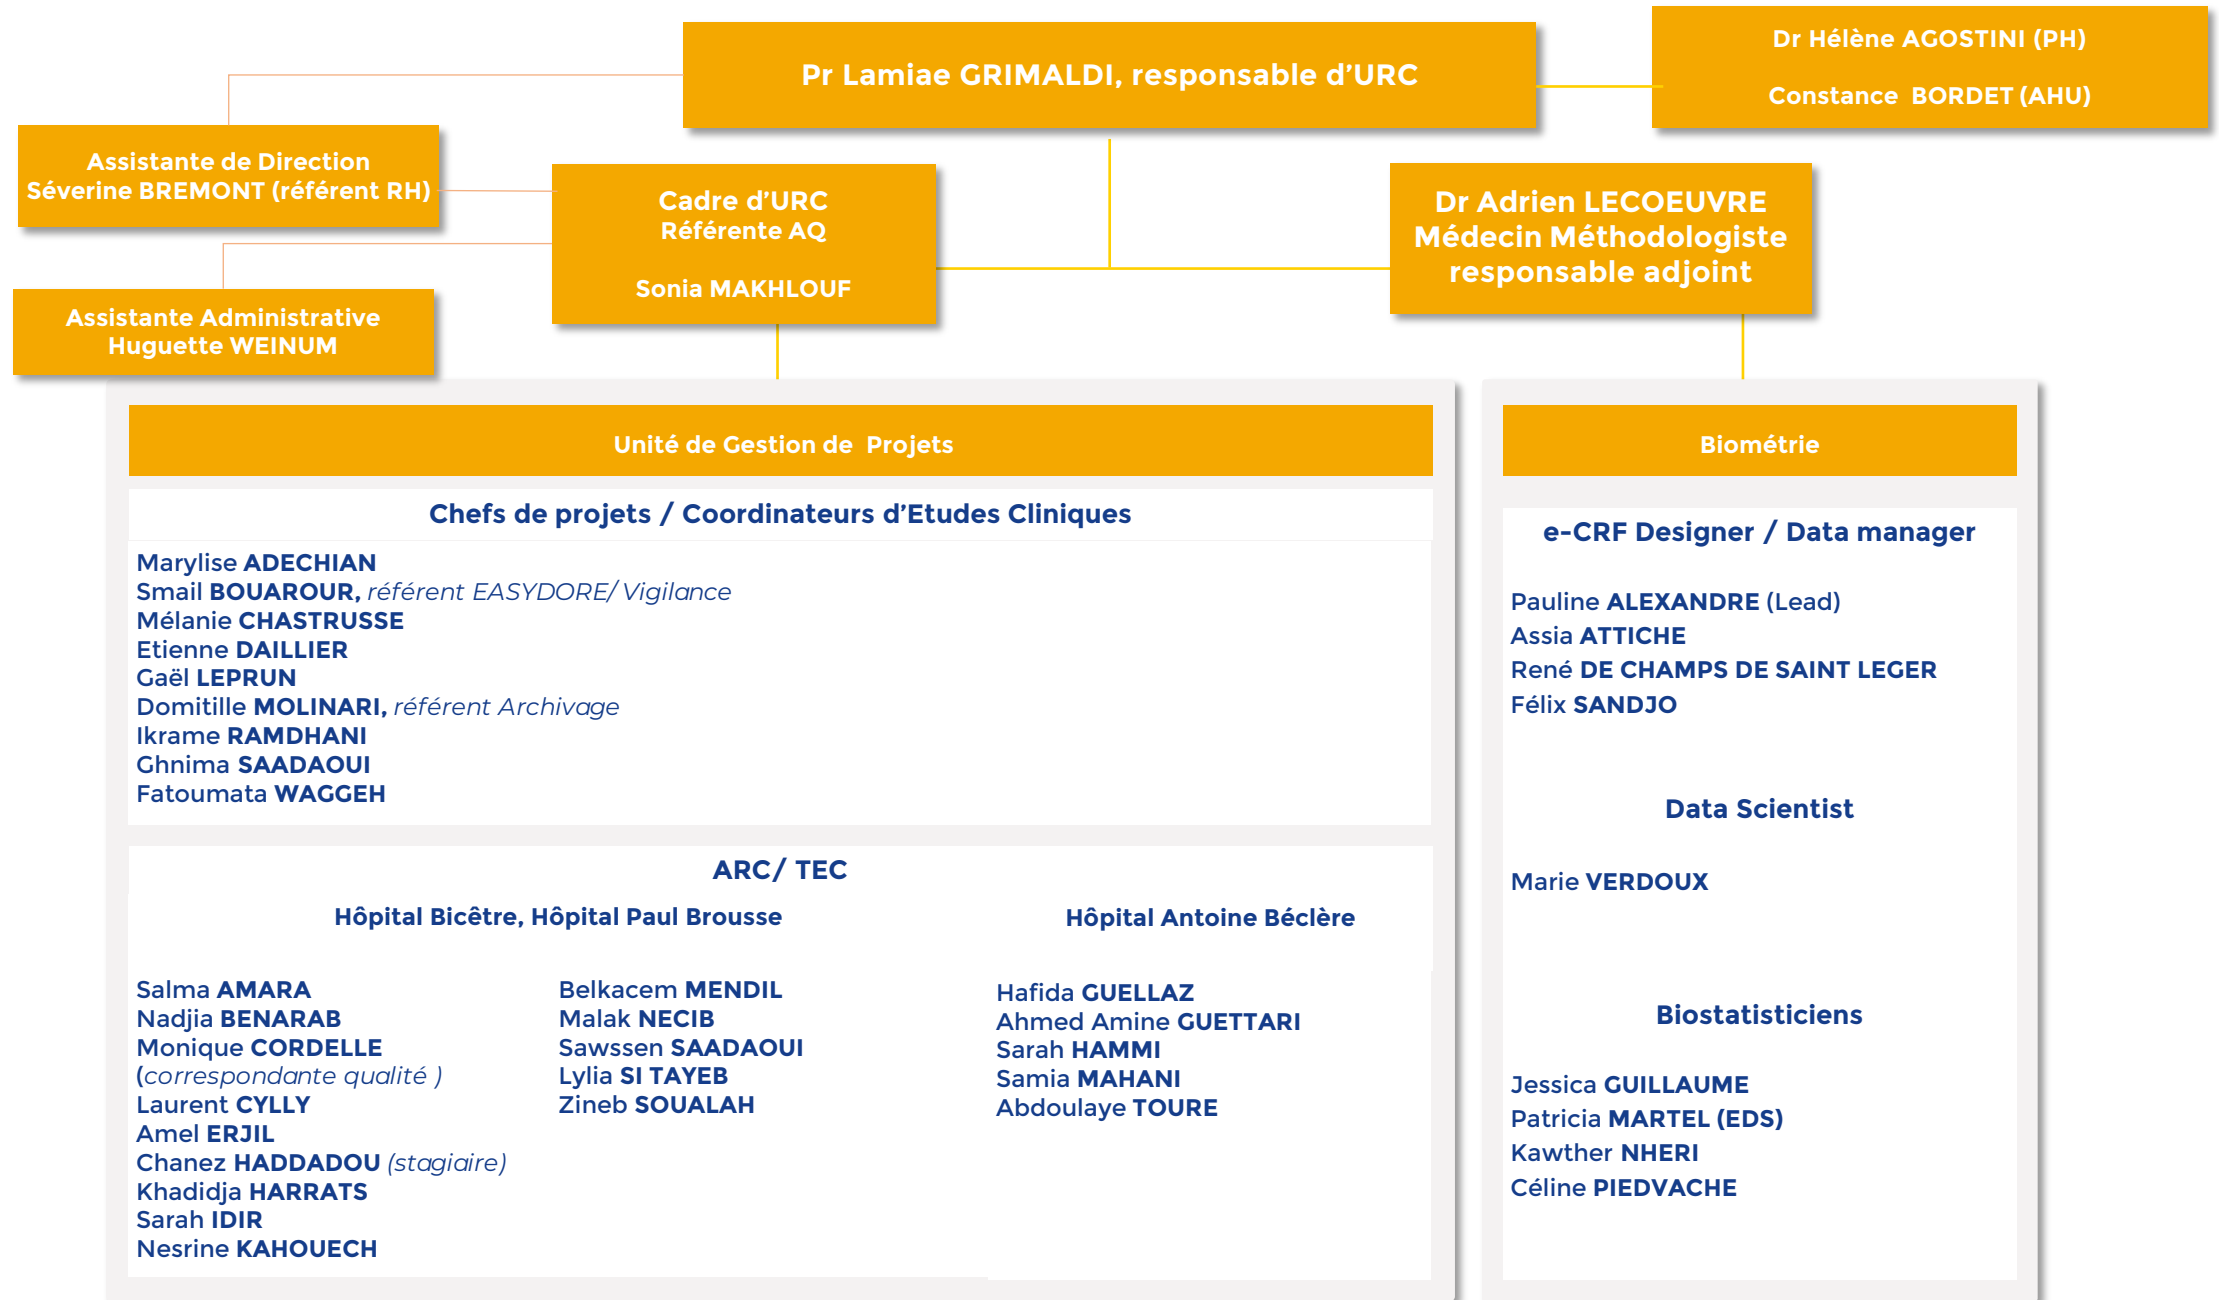 Pr Lamiae GRIMALDI, responsable d'URC
Dr Hélène AGOSTINI (PH)
Constance BORDET (AHU)
Assistante de Direction
Séverine BREMONT (référent RH)
Cadre d'URC
Référente AQ
Sonia MAKHLOUF
Dr Adrien LECOEUVRE
Médecin Méthodologiste
responsable adjoint
Assistante Administrative
Huguette WEINUM
Unité de Gestion de Projets
Chefs de projets / Coordinateurs d'Etudes Cliniques
Marylise ADECHIAN
Smail BOUAROUR, référent EASYDORE/ Vigilance
Mélanie CHASTRUSSE
Etienne DAILLIER
Gaël LEPRUN
Domitille MOLINARI, référent Archivage
Ikrame RAMDHANI
Ghnima SAADAOUI
Fatoumata WAGGEH
ARC/ TEC
Hôpital Bicêtre, Hôpital Paul Brousse
Salma AMARA
Nadjia BENARAB
Monique CORDELLE
(correspondante qualité )
Laurent CYLLY
Amel ERJIL
Chanez HADDADOU (stagiaire)
Khadidja HARRATS
Sarah IDIR
Nesrine KAHOUECH
Belkacem MENDIL
Malak NECIB
Sawssen SAADAOUI
Lylia SI TAYEB
Zineb SOUALAH
Hôpital Antoine Béclère
Hafida GUELLAZ
Ahmed Amine GUETTARI
Sarah HAMMI
Samia MAHANI
Abdoulaye TOURE
Biométrie
e-CRF Designer / Data manager
Pauline ALEXANDRE (Lead)
Assia ATTICHE
René DE CHAMPS DE SAINT LEGER
Félix SANDJO
Data Scientist
Marie VERDOUX
Biostatisticiens
Jessica GUILLAUME
Patricia MARTEL (EDS)
Kawther NHERI
Céline PIEDVACHE